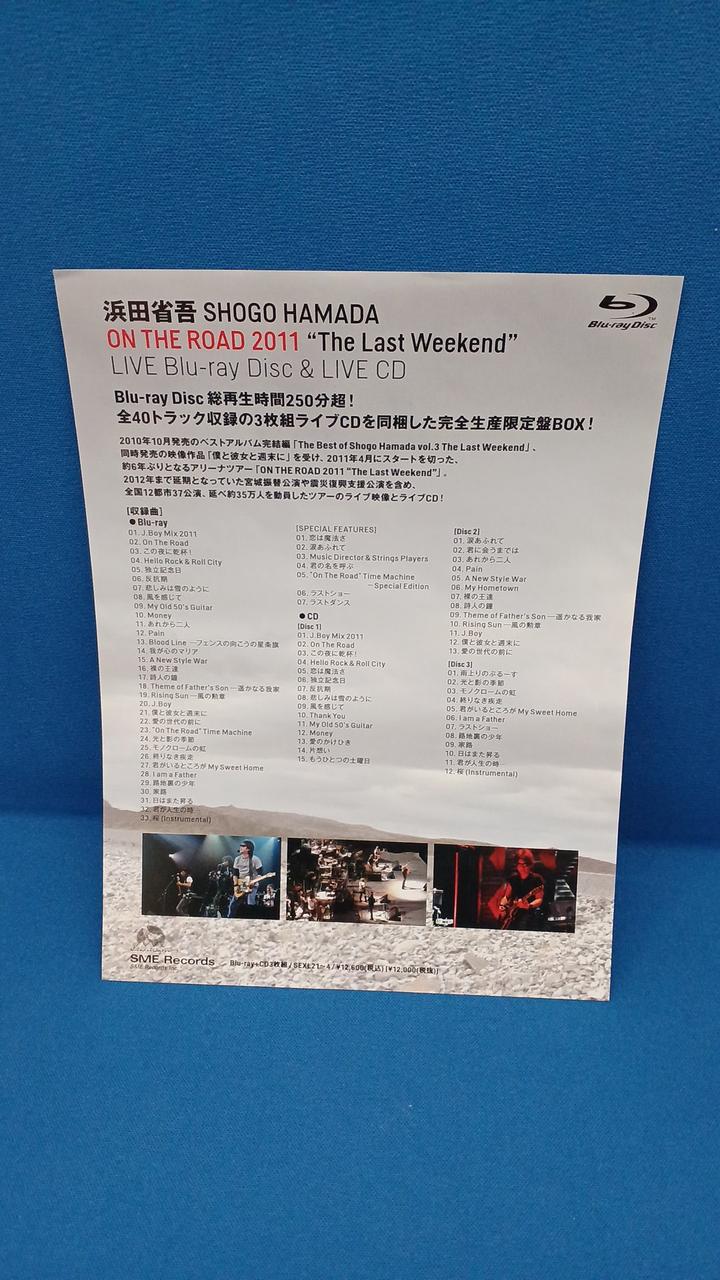 浜田省吾 SHOGO HAMADA
ON THE ROAD 2011 “The Last Weekend”
LIVE Blu-ray Disc & LIVE CD
Blu-ray Disc
TM
Blu-ray Disc 総再生時間250分超！
全40トラック収録の3枚組ライブCDを同梱した完全生産限定盤BOX！
2010年10月発売のベストアルバム完結編「The Best of Shogo Hamada vol.3 The Last Weekend」、
同時発売の映像作品「僕と彼女と週末に」を受け、2011年4月にスタートを切った、
約6年ぶりとなるアリーナツアー「ON THE ROAD 2011 “The Last Weekend”」。
2012年まで延期となっていた宮城振替公演や震災復興支援公演を含め、
全国12都市37公演、延べ約35万人を動員したツアーのライブ映像とライブCD！
[収録曲]
●Blu-ray
01. J.Boy Mix 2011
02. On The Road
03. この夜に乾杯！
04. Hello Rock & Roll City
05. 独立記念日
06. 反抗期
07. 悲しみは雪のように
08. 風を感じて
09. My Old 50's Guitar
10. Money
11. あれから二人
12. Pain
13. Blood Line ―フェンスの向こうの星条旗
14. 我が心のマリア
15. A New Style War
16. 裸の王達
17. 詩人の鐘
18. Theme of Father's Son ―遥かなる我家
19. Rising Sun ―風の勲章
20. J.Boy
21. 僕と彼女と週末に
22. 愛の世代の前に
23. “On The Road” Time Machine
24. 光と影の季節
25. モノクロームの虹
26. 終りなき疾走
27. 君がいるところが My Sweet Home
28. I am a Father
29. 路地裏の少年
30. 家路
31. 日はまた昇る
32. 君が人生の時…
33. 桜 (Instrumental)
[SPECIAL FEATURES]
01. 恋は魔法さ
02. 涙あふれて
03. Music Director & Strings Players
04. 君の名を呼ぶ
05. “On The Road” Time Machine
―Special Edition
06. ラストショー
07. ラストダンス
●CD
[Disc 1]
01. J.Boy Mix 2011
02. On The Road
03. この夜に乾杯！
04. Hello Rock & Roll City
05. 恋は魔法さ
06. 独立記念日
07. 反抗期
08. 悲しみは雪のように
09. 風を感じて
10. Thank You
11. My Old 50's Guitar
12. Money
13. 愛のかけひき
14. 片想い
15. もうひとつの土曜日
[Disc 2]
01. 涙あふれて
02. 君に会うまでは
03. あれから二人
04. Pain
05. A New Style War
06. My Hometown
07. 裸の王達
08. 詩人の鐘
09. Theme of Father's Son ―遥かなる我家
10. Rising Sun ―風の勲章
11. J.Boy
12. 僕と彼女と週末に
13. 愛の世代の前に
[Disc 3]
01. 雨上りのぶるーす
02. 光と影の季節
03. モノクロームの虹
04. 終りなき疾走
05. 君がいるところが My Sweet Home
06. I am a Father
07. ラストショー
08. 路地裏の少年
09. 家路
10. 日はまた昇る
11. 君が人生の時…
12. 桜 (Instrumental)
SME Records
SME Records Inc.
Blu-ray+CD3枚組 / SEXL21～4 / ¥12,600(税込) [¥12,000(税抜)]